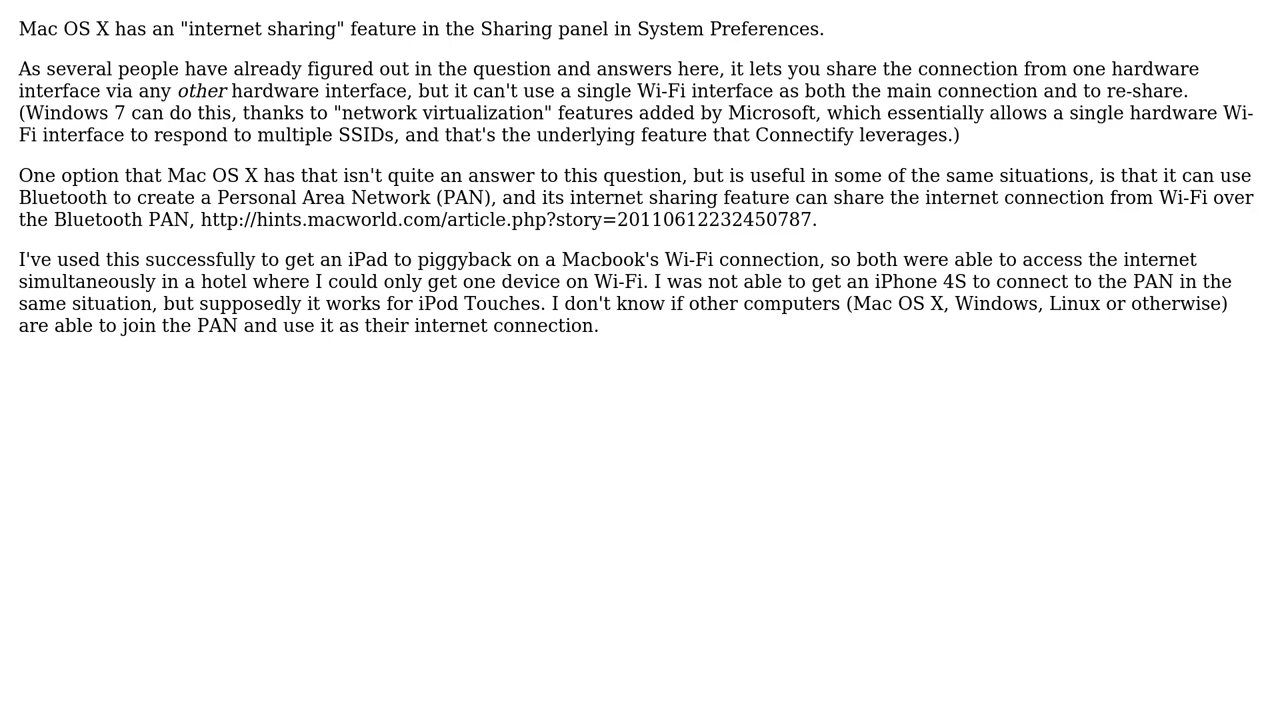 Mac OS X has an "internet sharing" feature in the Sharing panel in System Preferences.
As several people have already figured out in the question and answers here, it lets you share the connection from one hardware
interface via any other hardware interface, but it can't use a single Wi-Fi interface as both the main connection and to re-share.
(Windows 7 can do this, thanks to "network virtualization" features added by Microsoft, which essentially allows a single hardware Wi-
Fi interface to respond to multiple SSIDs, and that's the underlying feature that Connectify leverages.)
One option that Mac OS X has that isn't quite an answer to this question, but is useful in some of the same situations, is that it can use
Bluetooth to create a Personal Area Network (PAN), and its internet sharing feature can share the internet connection from Wi-Fi over
the Bluetooth PAN, http://hints.macworld.com/article.php?story=20110612232450787.
I've used this successfully to get an iPad to piggyback on a Macbook's Wi-Fi connection, so both were able to access the internet
simultaneously in a hotel where I could only get one device on Wi-Fi. I was not able to get an iPhone 4S to connect to the PAN in the
same situation, but supposedly it works for iPod Touches. I don't know if other computers (Mac OS X, Windows, Linux or otherwise)
are able to join the PAN and use it as their internet connection.